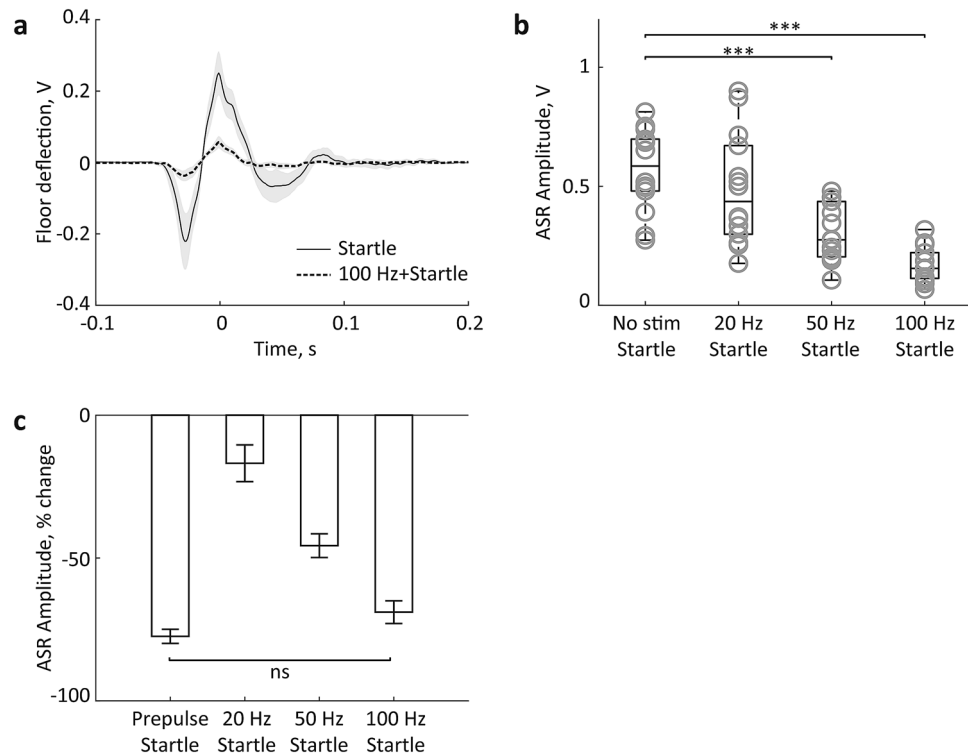 a
0.4
0.2
0
-0.2
-0.4
Floor deflection, V
Startle
100 Hz+Startle
-0.1
0
0.1
0.2
Time, s
b
***
***
1
0.5
0
ASR Amplitude, V
No stim
Startle
20 Hz
Startle
50 Hz
Startle
100 Hz
Startle
c
0
-50
-100
ASR Amplitude, % change
ns
Prepulse
Startle
20 Hz
Startle
50 Hz
Startle
100 Hz
Startle